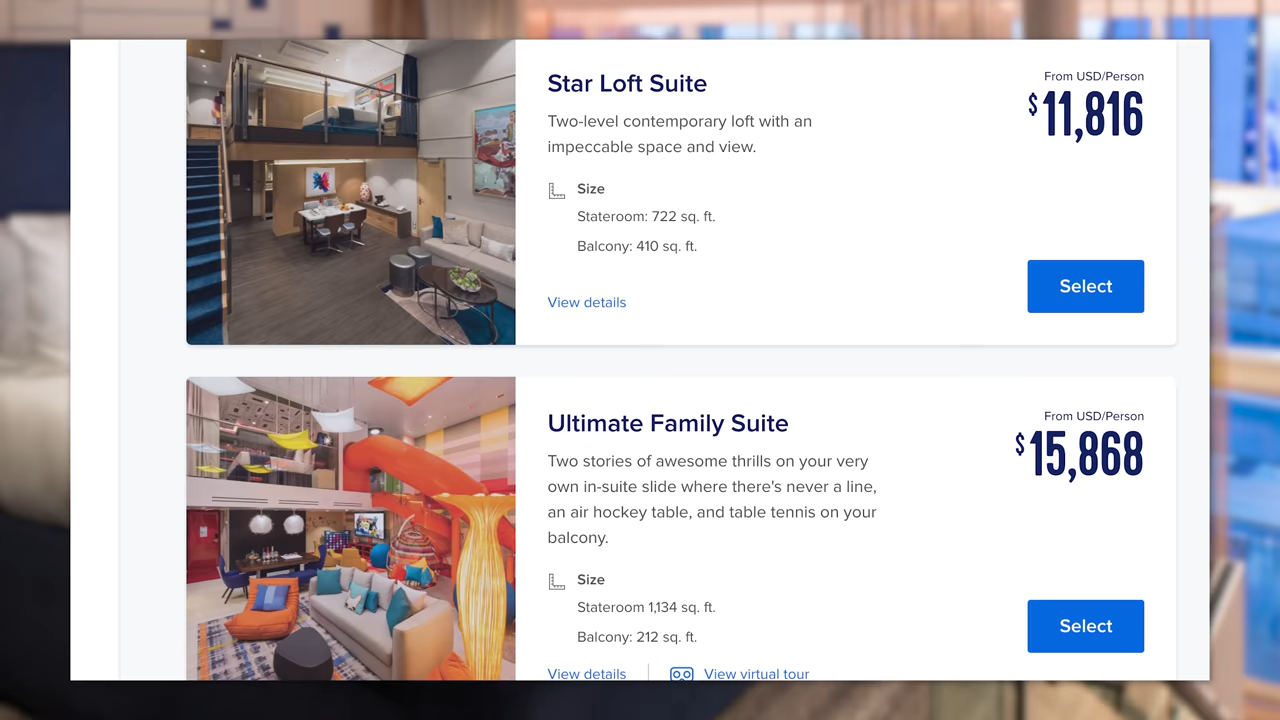 Star Loft Suite
From USD/Person
$11,816
Two-level contemporary loft with an
impeccable space and view.
Size
Stateroom: 722 sq. ft.
Balcony: 410 sq. ft.
View details
Select
Ultimate Family Suite
From USD/Person
$15,868
Two stories of awesome thrills on your very
own in-suite slide where there's never a line,
an air hockey table, and table tennis on your
balcony.
Size
Stateroom 1,134 sq. ft.
Balcony: 212 sq. ft.
Select
View details
View virtual tour